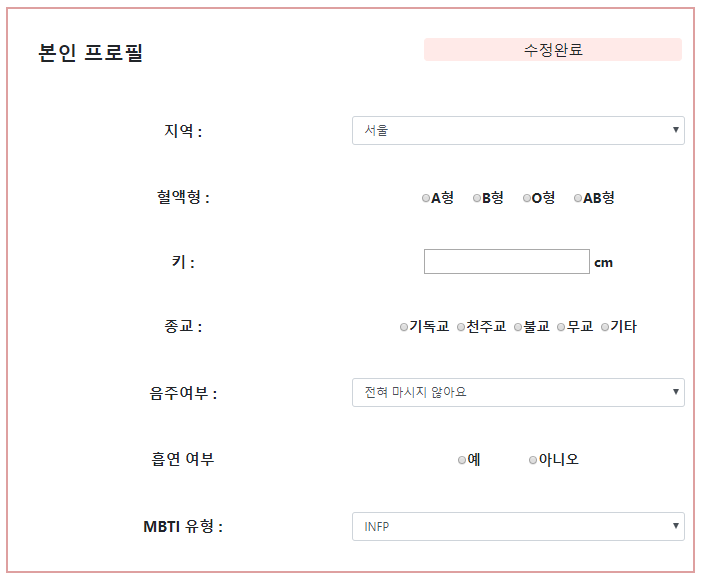 본인 프로필 수정완료
지역 : 서울
혈액형 : A형 B형 O형 AB형
키 : cm
종교 : 기독교 천주교 불교 무교 기타
음주여부 : 전혀 마시지 않아요
흡연 여부 예 아니오
MBTI 유형 : INFP